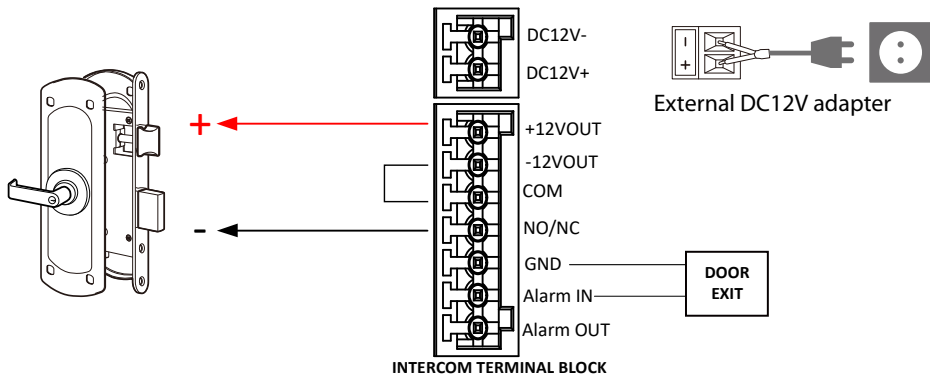 DC12V-
DC12V+
- +
External DC12V adapter
+
+12VOUT
-12VOUT
COM
-
NO/NC
GND
Alarm IN
Alarm OUT
DOOR
EXIT
INTERCOM TERMINAL BLOCK